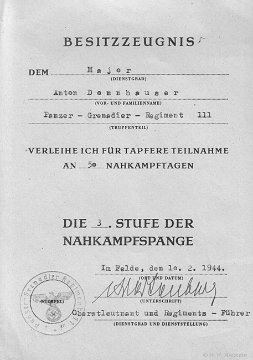 BESITZZEUGNIS
DEM Major
(DIENSTGRAD)
Anton Donnhauser
(VOR- UND FAMILIENNAME)
Panzer - Grenadier - Regiment 111
(TRUPPENTEIL)
VERLEIHE ICH FÜR TAPFERE TEILNAHME
AN 50 NAHKAMPFTAGEN
DIE 3. STUFE DER
NAHKAMPFSPANGE
Im Felde, den 10. 2. 1944.
(ORT UND DATUM)
(UNTERSCHRIFT)
Oberstleutnant und Regiments - Führer
(DIENSTGRAD UND DIENSTSTELLUNG)